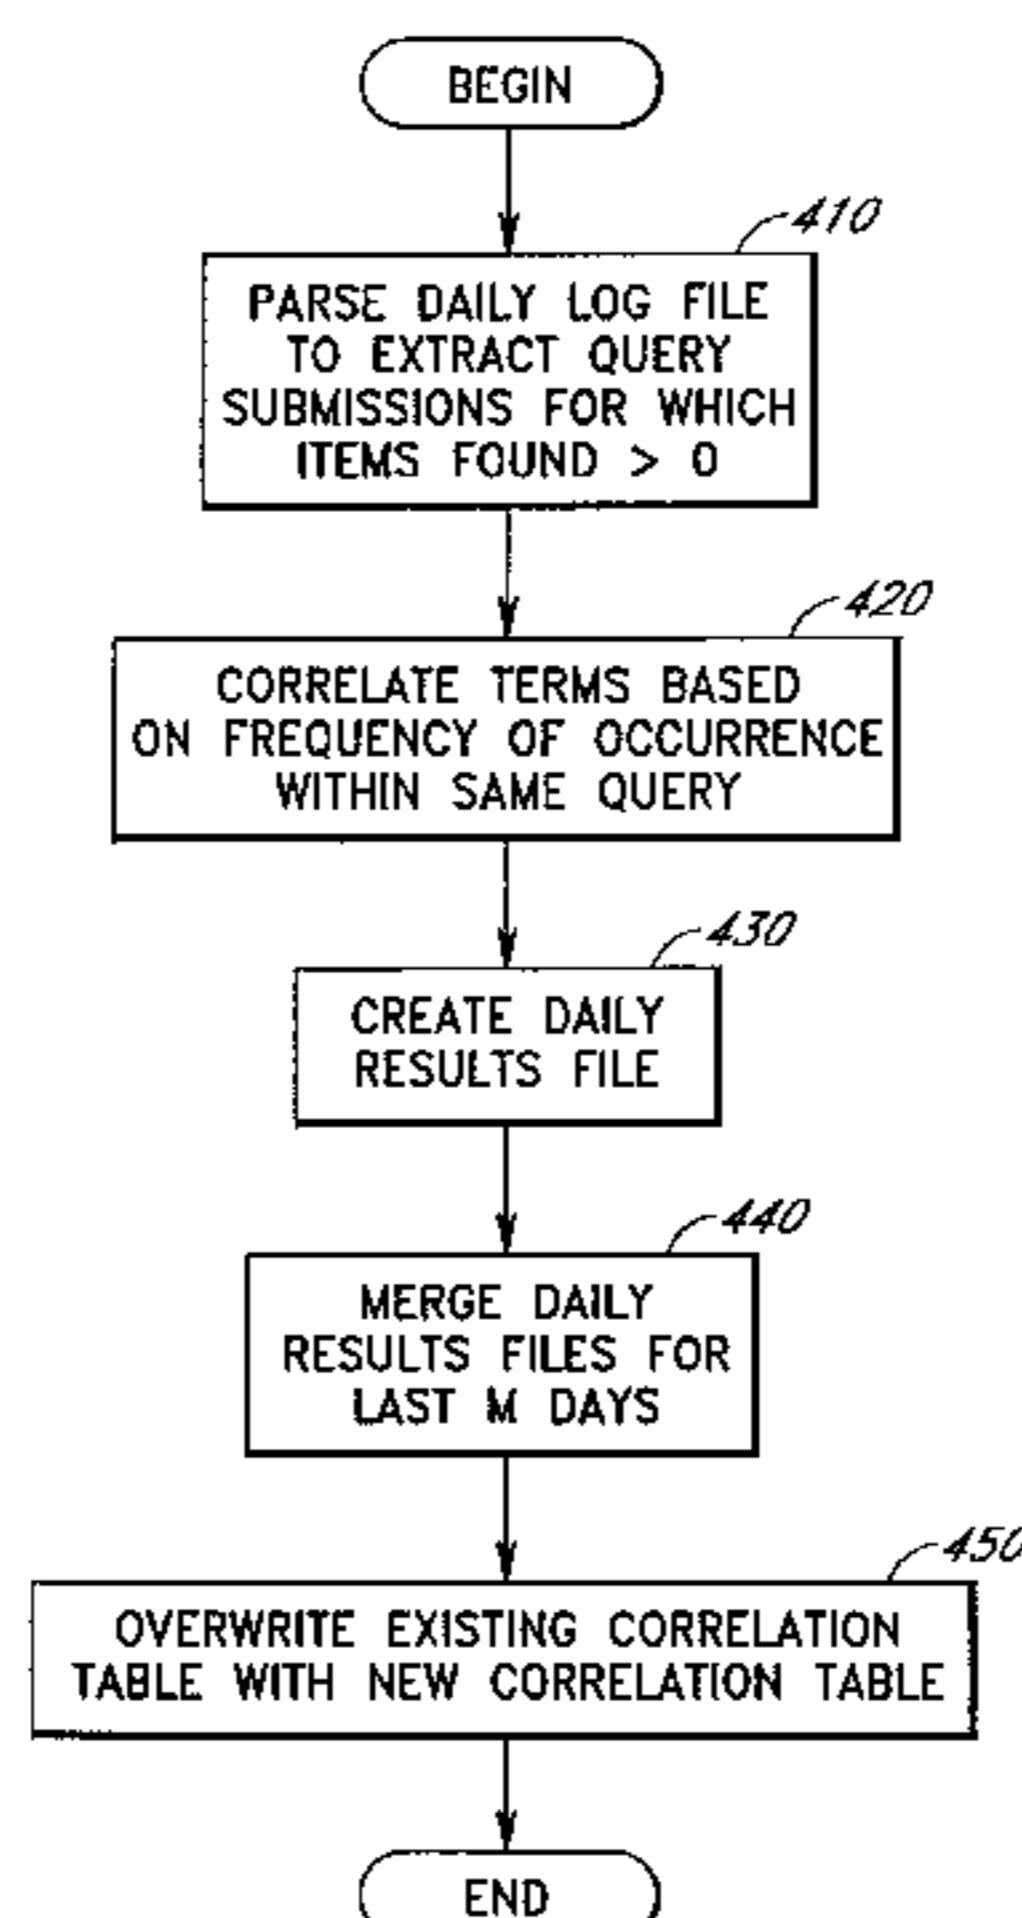 BEGIN
410
PARSE DAILY LOG FILE
TO EXTRACT QUERY
SUBMISSIONS FOR WHICH
ITEMS FOUND > 0
420
CORRELATE TERMS BASED
ON FREQUENCY OF OCCURRENCE
WITHIN SAME QUERY
430
CREATE DAILY
RESULTS FILE
440
MERGE DAILY
RESULTS FILES FOR
LAST M DAYS
450
OVERWRITE EXISTING CORRELATION
TABLE WITH NEW CORRELATION TABLE
END